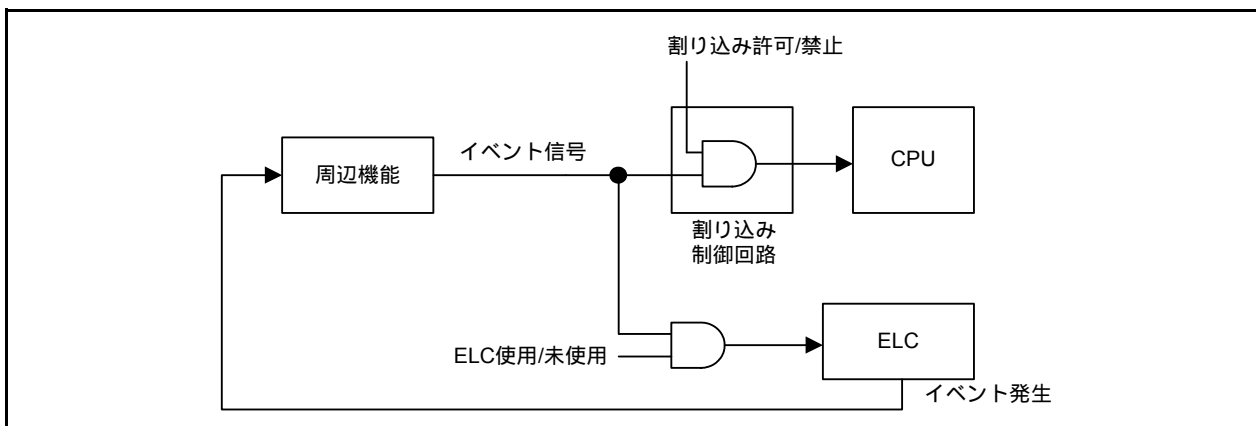 割り込み許可/禁止
イベント信号
周辺機能
CPU
割り込み
制御回路
ELC使用/未使用
ELC
イベント発生